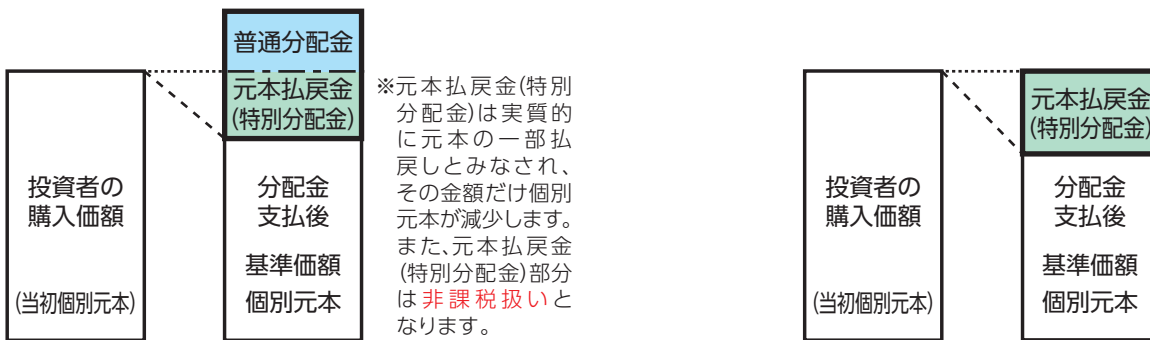 普通分配金
元本払戻金
(特別分配金)
投資者の
購入価額
(当初個別元本)
分配金
支払後
基準価額
個別元本
※元本払戻金(特別
分配金)は実質的
に元本の一部払
戻しとみなされ、
その金額だけ個別
元本が減少します。
また、元本払戻金
(特別分配金)部分
は非課税扱いと
なります。
投資者の
購入価額
(当初個別元本)
元本払戻金
(特別分配金)
分配金
支払後
基準価額
個別元本